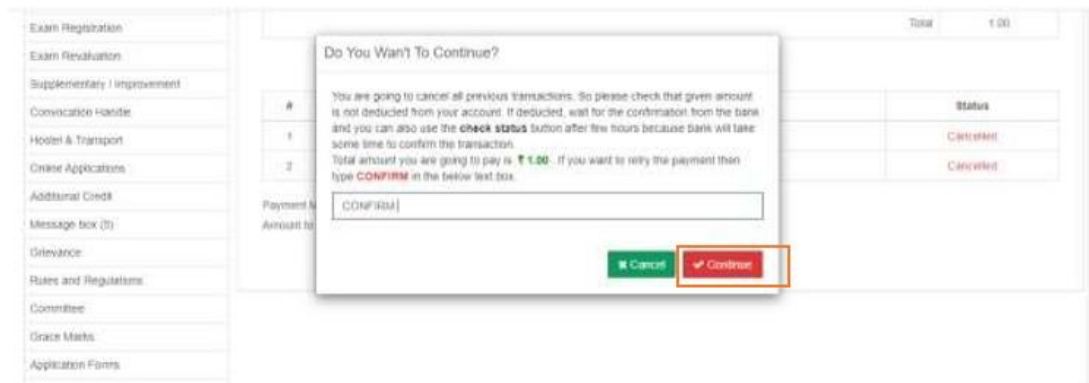 Exam Registration
Exam Revaluation
Supplementary / Improvement
Convocation Handle
Hostel & Transport
Online Applications
Additional Credit
Message box (5)
Grievance
Rules and Regulations
Committee
Grace Marks
Application Forms
Total 1.00
# Status
1 Cancelled
2 Cancelled
Payment M
Amount to
Do You Wan't To Continue?
You are going to cancel all previous transactions. So please check that given amount
is not deducted from your account. If deducted, wait for the confirmation from the bank
and you can also use the check status button after few hours because bank will take
some time to confirm the transaction.
Total amount you are going to pay is ₹ 1.00 . If you want to retry the payment then
type CONFIRM in the below text box.
CONFIRM
Cancel Continue